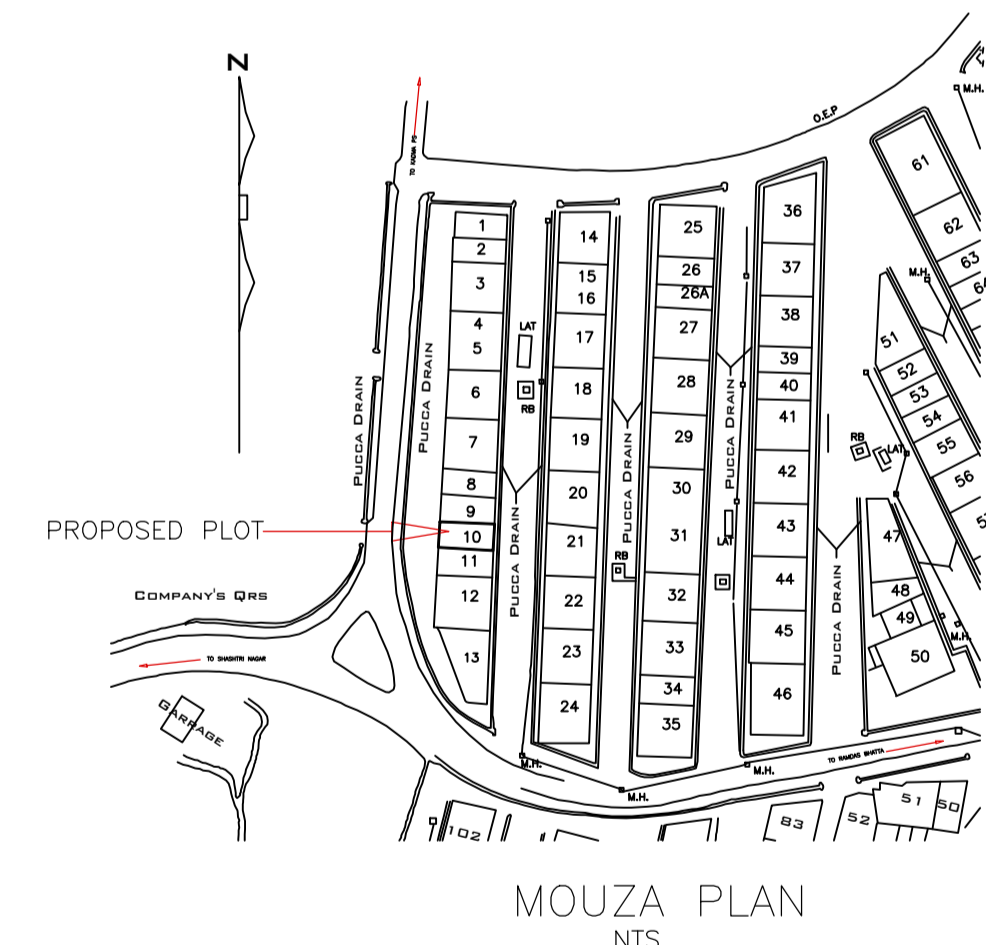 N
O.E.P
M.H.
TO KADMA PS
PUCCA DRAIN
PUCCA DRAIN
1
2
3
4
5
6
7
8
9
10
11
12
13
LAT
RB
PUCCA DRAIN
14
15
16
17
18
19
20
21
22
23
24
PUCCA DRAIN
RB
25
26
26A
27
28
29
30
31
32
33
34
35
PUCCA DRAIN
LAT
36
37
38
39
40
41
42
43
44
45
46
PUCCA DRAIN
RB
LAT
47
48
49
50
M.H.
51
52
53
54
55
56
M.H.
61
62
63
PROPOSED PLOT
COMPANY'S QRS
TO SHASHTRI NAGAR
GARRAGE
M.H.
M.H.
M.H.
TO RAMDAS BHATTA
102
83
52
51
50
MOUZA PLAN
NTS